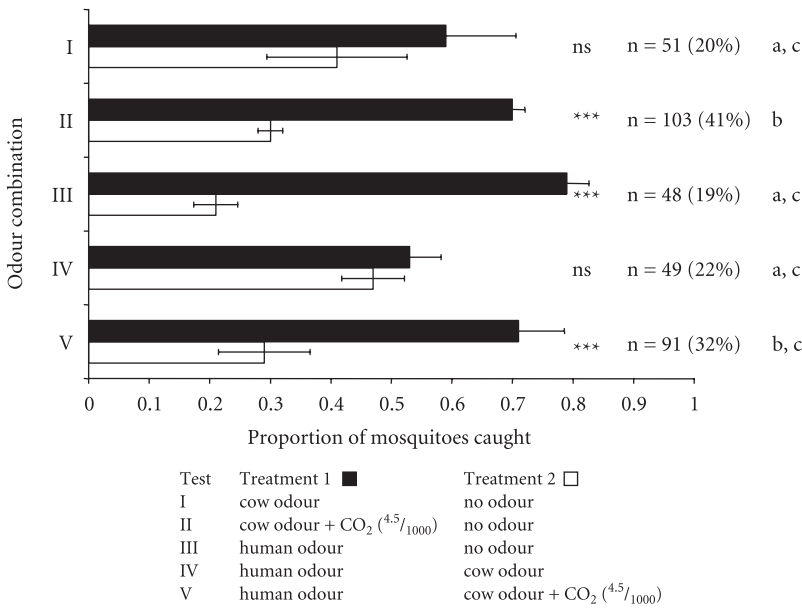 Odour combination
I ns n = 51 (20%) a, c
II *** n = 103 (41%) b
III *** n = 48 (19%) a, c
IV ns n = 49 (22%) a, c
V *** n = 91 (32%) b, c
0 0.1 0.2 0.3 0.4 0.5 0.6 0.7 0.8 0.9 1
Proportion of mosquitoes caught
Test Treatment 1 Treatment 2
I cow odour no odour
II cow odour + CO₂ (⁴·⁵/₁₀₀₀) no odour
III human odour no odour
IV human odour cow odour
V human odour cow odour + CO₂ (⁴·⁵/₁₀₀₀)